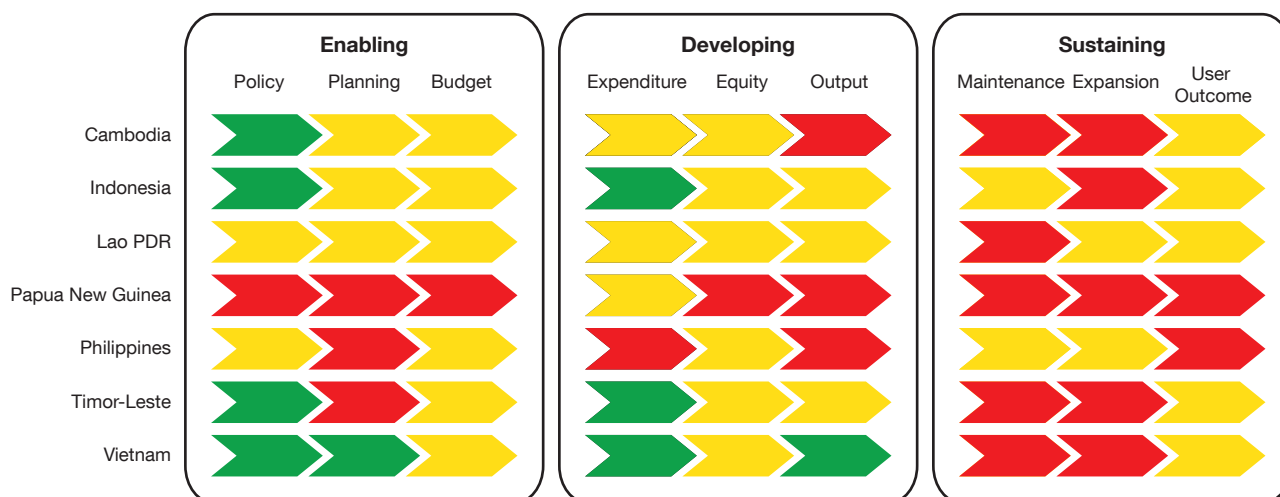 Enabling
Developing
Sustaining
Policy
Planning
Budget
Expenditure
Equity
Output
Maintenance
Expansion
User
Outcome
Cambodia
Indonesia
Lao PDR
Papua New Guinea
Philippines
Timor-Leste
Vietnam